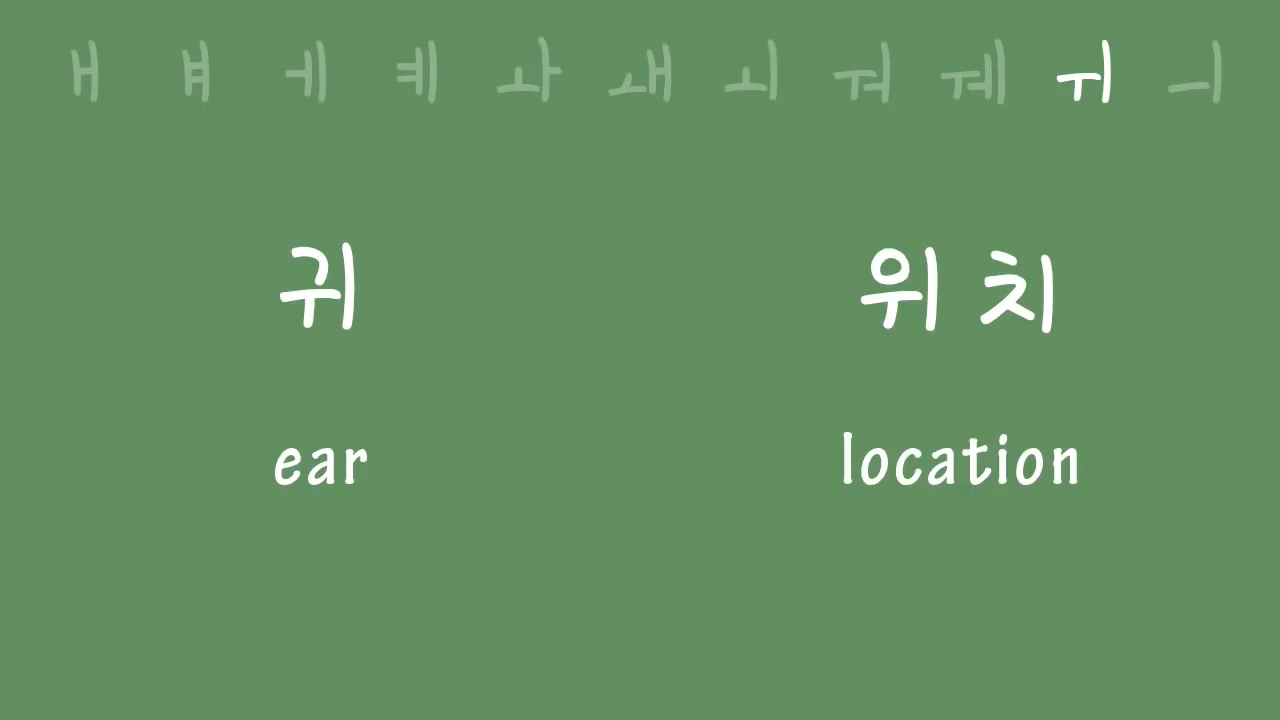 ㅐ ㅒ ㅔ ㅖ ㅘ ㅙ ㅚ ㅝ ㅞ ㅟ ㅢ
귀 위치
ear location